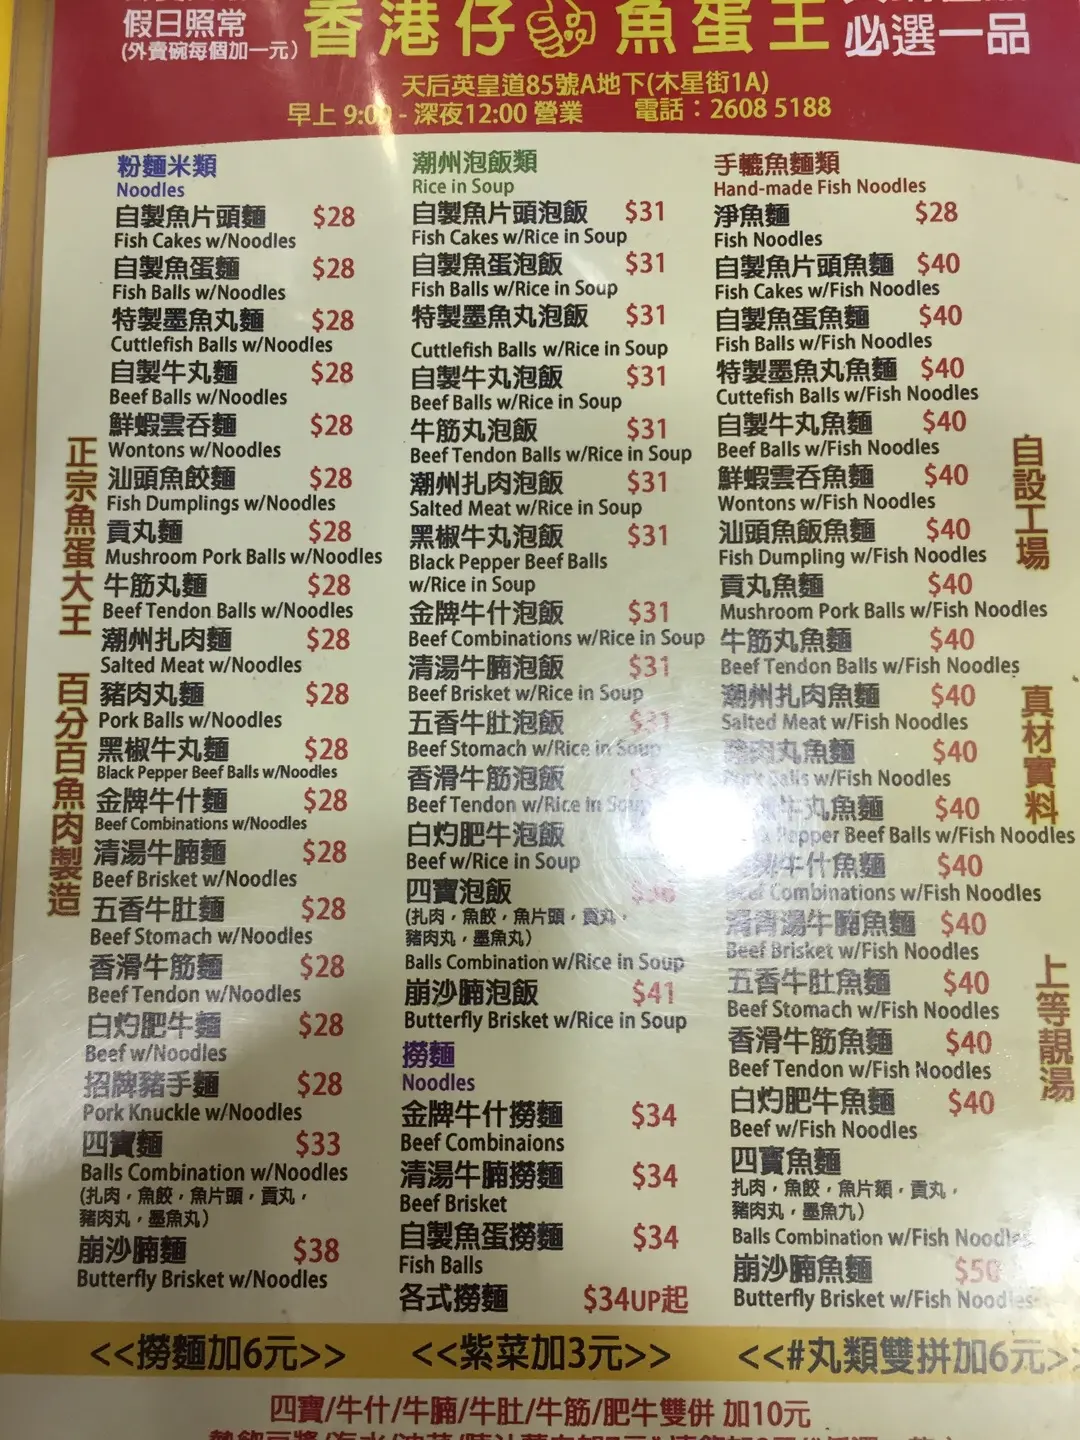 假日照常
(外賣碗每個加一元)
香港仔 魚蛋王
必選一品
天后英皇道85號A地下(木星街1A)
早上 9:00 - 深夜12:00 營業 電話：2608 5188
正宗魚蛋大王 百分百魚肉製造
粉麵米類
Noodles
自製魚片頭麵 $28
Fish Cakes w/Noodles
自製魚蛋麵 $28
Fish Balls w/Noodles
特製墨魚丸麵 $28
Cuttlefish Balls w/Noodles
自製牛丸麵 $28
Beef Balls w/Noodles
鮮蝦雲吞麵 $28
Wontons w/Noodles
汕頭魚餃麵 $28
Fish Dumplings w/Noodles
貢丸麵 $28
Mushroom Pork Balls w/Noodles
牛筋丸麵 $28
Beef Tendon Balls w/Noodles
潮州扎肉麵 $28
Salted Meat w/Noodles
豬肉丸麵 $28
Pork Balls w/Noodles
黑椒牛丸麵 $28
Black Pepper Beef Balls w/Noodles
金牌牛什麵 $28
Beef Combinations w/Noodles
清湯牛腩麵 $28
Beef Brisket w/Noodles
五香牛肚麵 $28
Beef Stomach w/Noodles
香滑牛筋麵 $28
Beef Tendon w/Noodles
白灼肥牛麵 $28
Beef w/Noodles
招牌豬手麵 $28
Pork Knuckle w/Noodles
四寶麵 $33
Balls Combination w/Noodles
(扎肉，魚餃，魚片頭，貢丸，
豬肉丸，墨魚丸)
崩沙腩麵 $38
Butterfly Brisket w/Noodles
潮州泡飯類
Rice in Soup
自製魚片頭泡飯 $31
Fish Cakes w/Rice in Soup
自製魚蛋泡飯 $31
Fish Balls w/Rice in Soup
特製墨魚丸泡飯 $31
Cuttlefish Balls w/Rice in Soup
自製牛丸泡飯 $31
Beef Balls w/Rice in Soup
牛筋丸泡飯 $31
Beef Tendon Balls w/Rice in Soup
潮州扎肉泡飯 $31
Salted Meat w/Rice in Soup
黑椒牛丸泡飯 $31
Black Pepper Beef Balls
w/Rice in Soup
金牌牛什泡飯 $31
Beef Combinations w/Rice in Soup
清湯牛腩泡飯 $31
Beef Brisket w/Rice in Soup
五香牛肚泡飯 $31
Beef Stomach w/Rice in Soup
香滑牛筋泡飯
Beef Tendon w/Rice in Soup
白灼肥牛泡飯
Beef w/Rice in Soup
四寶泡飯 $36
(扎肉，魚餃，魚片頭，貢丸，
豬肉丸，墨魚丸)
Balls Combination w/Rice in Soup
崩沙腩泡飯 $41
Butterfly Brisket w/Rice in Soup
撈麵
Noodles
金牌牛什撈麵 $34
Beef Combinaions
清湯牛腩撈麵 $34
Beef Brisket
自製魚蛋撈麵 $34
Fish Balls
各式撈麵 $34UP起
手轆魚麵類
Hand-made Fish Noodles
淨魚麵 $28
Fish Noodles
自製魚片頭魚麵 $40
Fish Cakes w/Fish Noodles
自製魚蛋魚麵 $40
Fish Balls w/Fish Noodles
特製墨魚丸魚麵 $40
Cuttefish Balls w/Fish Noodles
自製牛丸魚麵 $40
Beef Balls w/Fish Noodles
鮮蝦雲吞魚麵 $40
Wontons w/Fish Noodles
汕頭魚飯魚麵 $40
Fish Dumpling w/Fish Noodles
貢丸魚麵 $40
Mushroom Pork Balls w/Fish Noodles
牛筋丸魚麵 $40
Beef Tendon Balls w/Fish Noodles
潮州扎肉魚麵 $40
Salted Meat w/Fish Noodles
豬肉丸魚麵 $40
Pork Balls w/Fish Noodles
牛丸魚麵 $40
Pepper Beef Balls w/Fish Noodles
牛什魚麵 $40
Beef Combinations w/Fish Noodles
湯牛腩魚麵 $40
Beef Brisket w/Fish Noodles
五香牛肚魚麵 $40
Beef Stomach w/Fish Noodles
香滑牛筋魚麵 $40
Beef Tendon w/Fish Noodles
白灼肥牛魚麵 $40
Beef w/Fish Noodles
四寶魚麵
扎肉，魚餃，魚片頭，貢丸，
豬肉丸，墨魚九)
Balls Combination w/Fish Noodles
崩沙腩魚麵 $50
Butterfly Brisket w/Fish Noodles
自設工場 真材實料 上等靚湯
<<撈麵加6元>> <<紫菜加3元>> <<#丸類雙拼加6元>>
四寶/牛什/牛腩/牛肚/牛筋/肥牛雙併 加10元